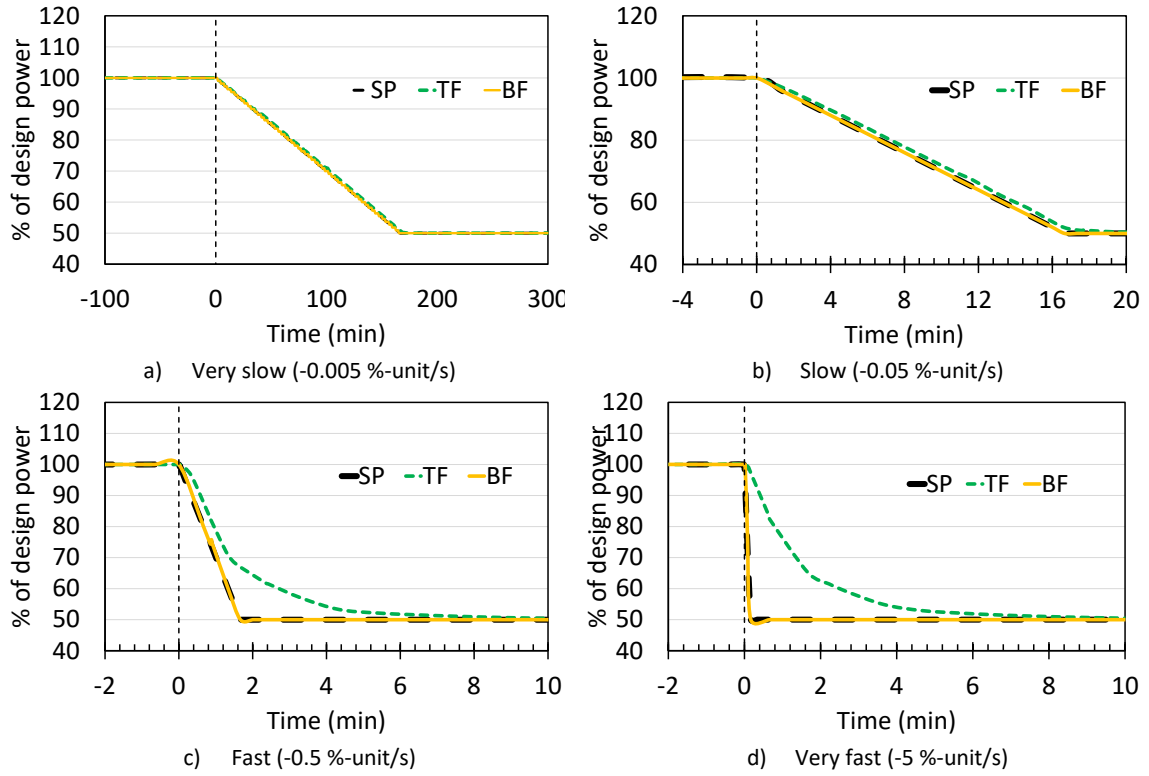 120
110
100
90
80
70
60
50
40
% of design power
SP TF BF
-100 0 100 200 300
Time (min)
a) Very slow (-0.005 %-unit/s)
120
100
80
60
40
% of design power
SP TF BF
-4 0 4 8 12 16 20
Time (min)
b) Slow (-0.05 %-unit/s)
120
110
100
90
80
70
60
50
40
% of design power
SP TF BF
-2 0 2 4 6 8 10
Time (min)
c) Fast (-0.5 %-unit/s)
120
110
100
90
80
70
60
50
40
% of design power
SP TF BF
-2 0 2 4 6 8 10
Time (min)
d) Very fast (-5 %-unit/s)